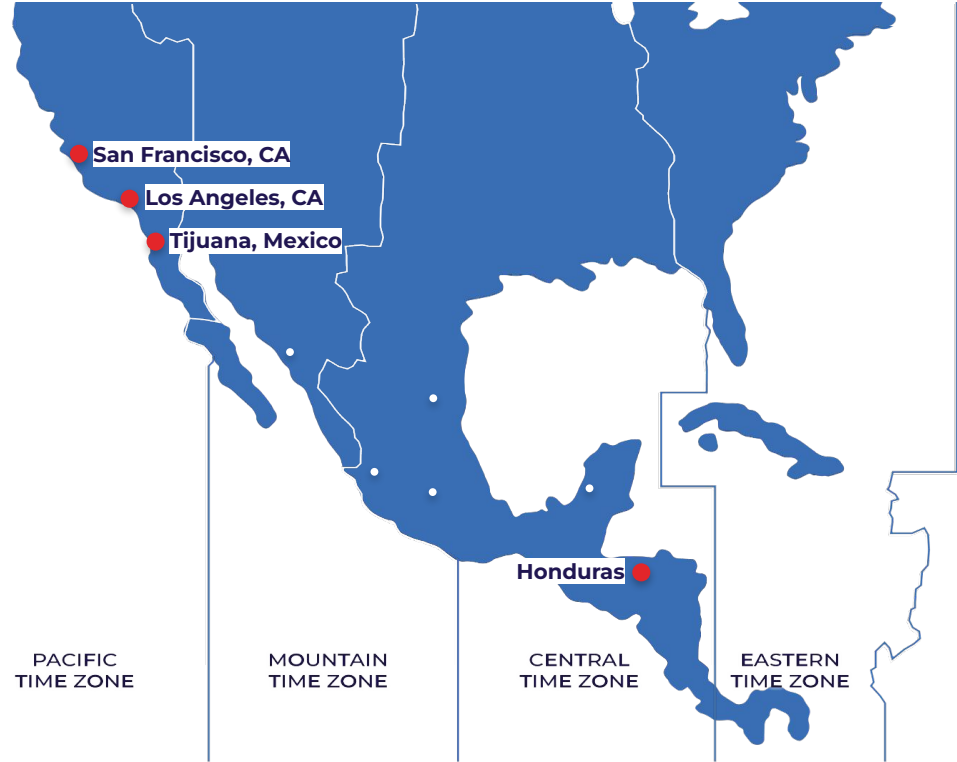 San Francisco, CA
Los Angeles, CA
Tijuana, Mexico
Honduras
PACIFIC
TIME ZONE
MOUNTAIN
TIME ZONE
CENTRAL
TIME ZONE
EASTERN
TIME ZONE